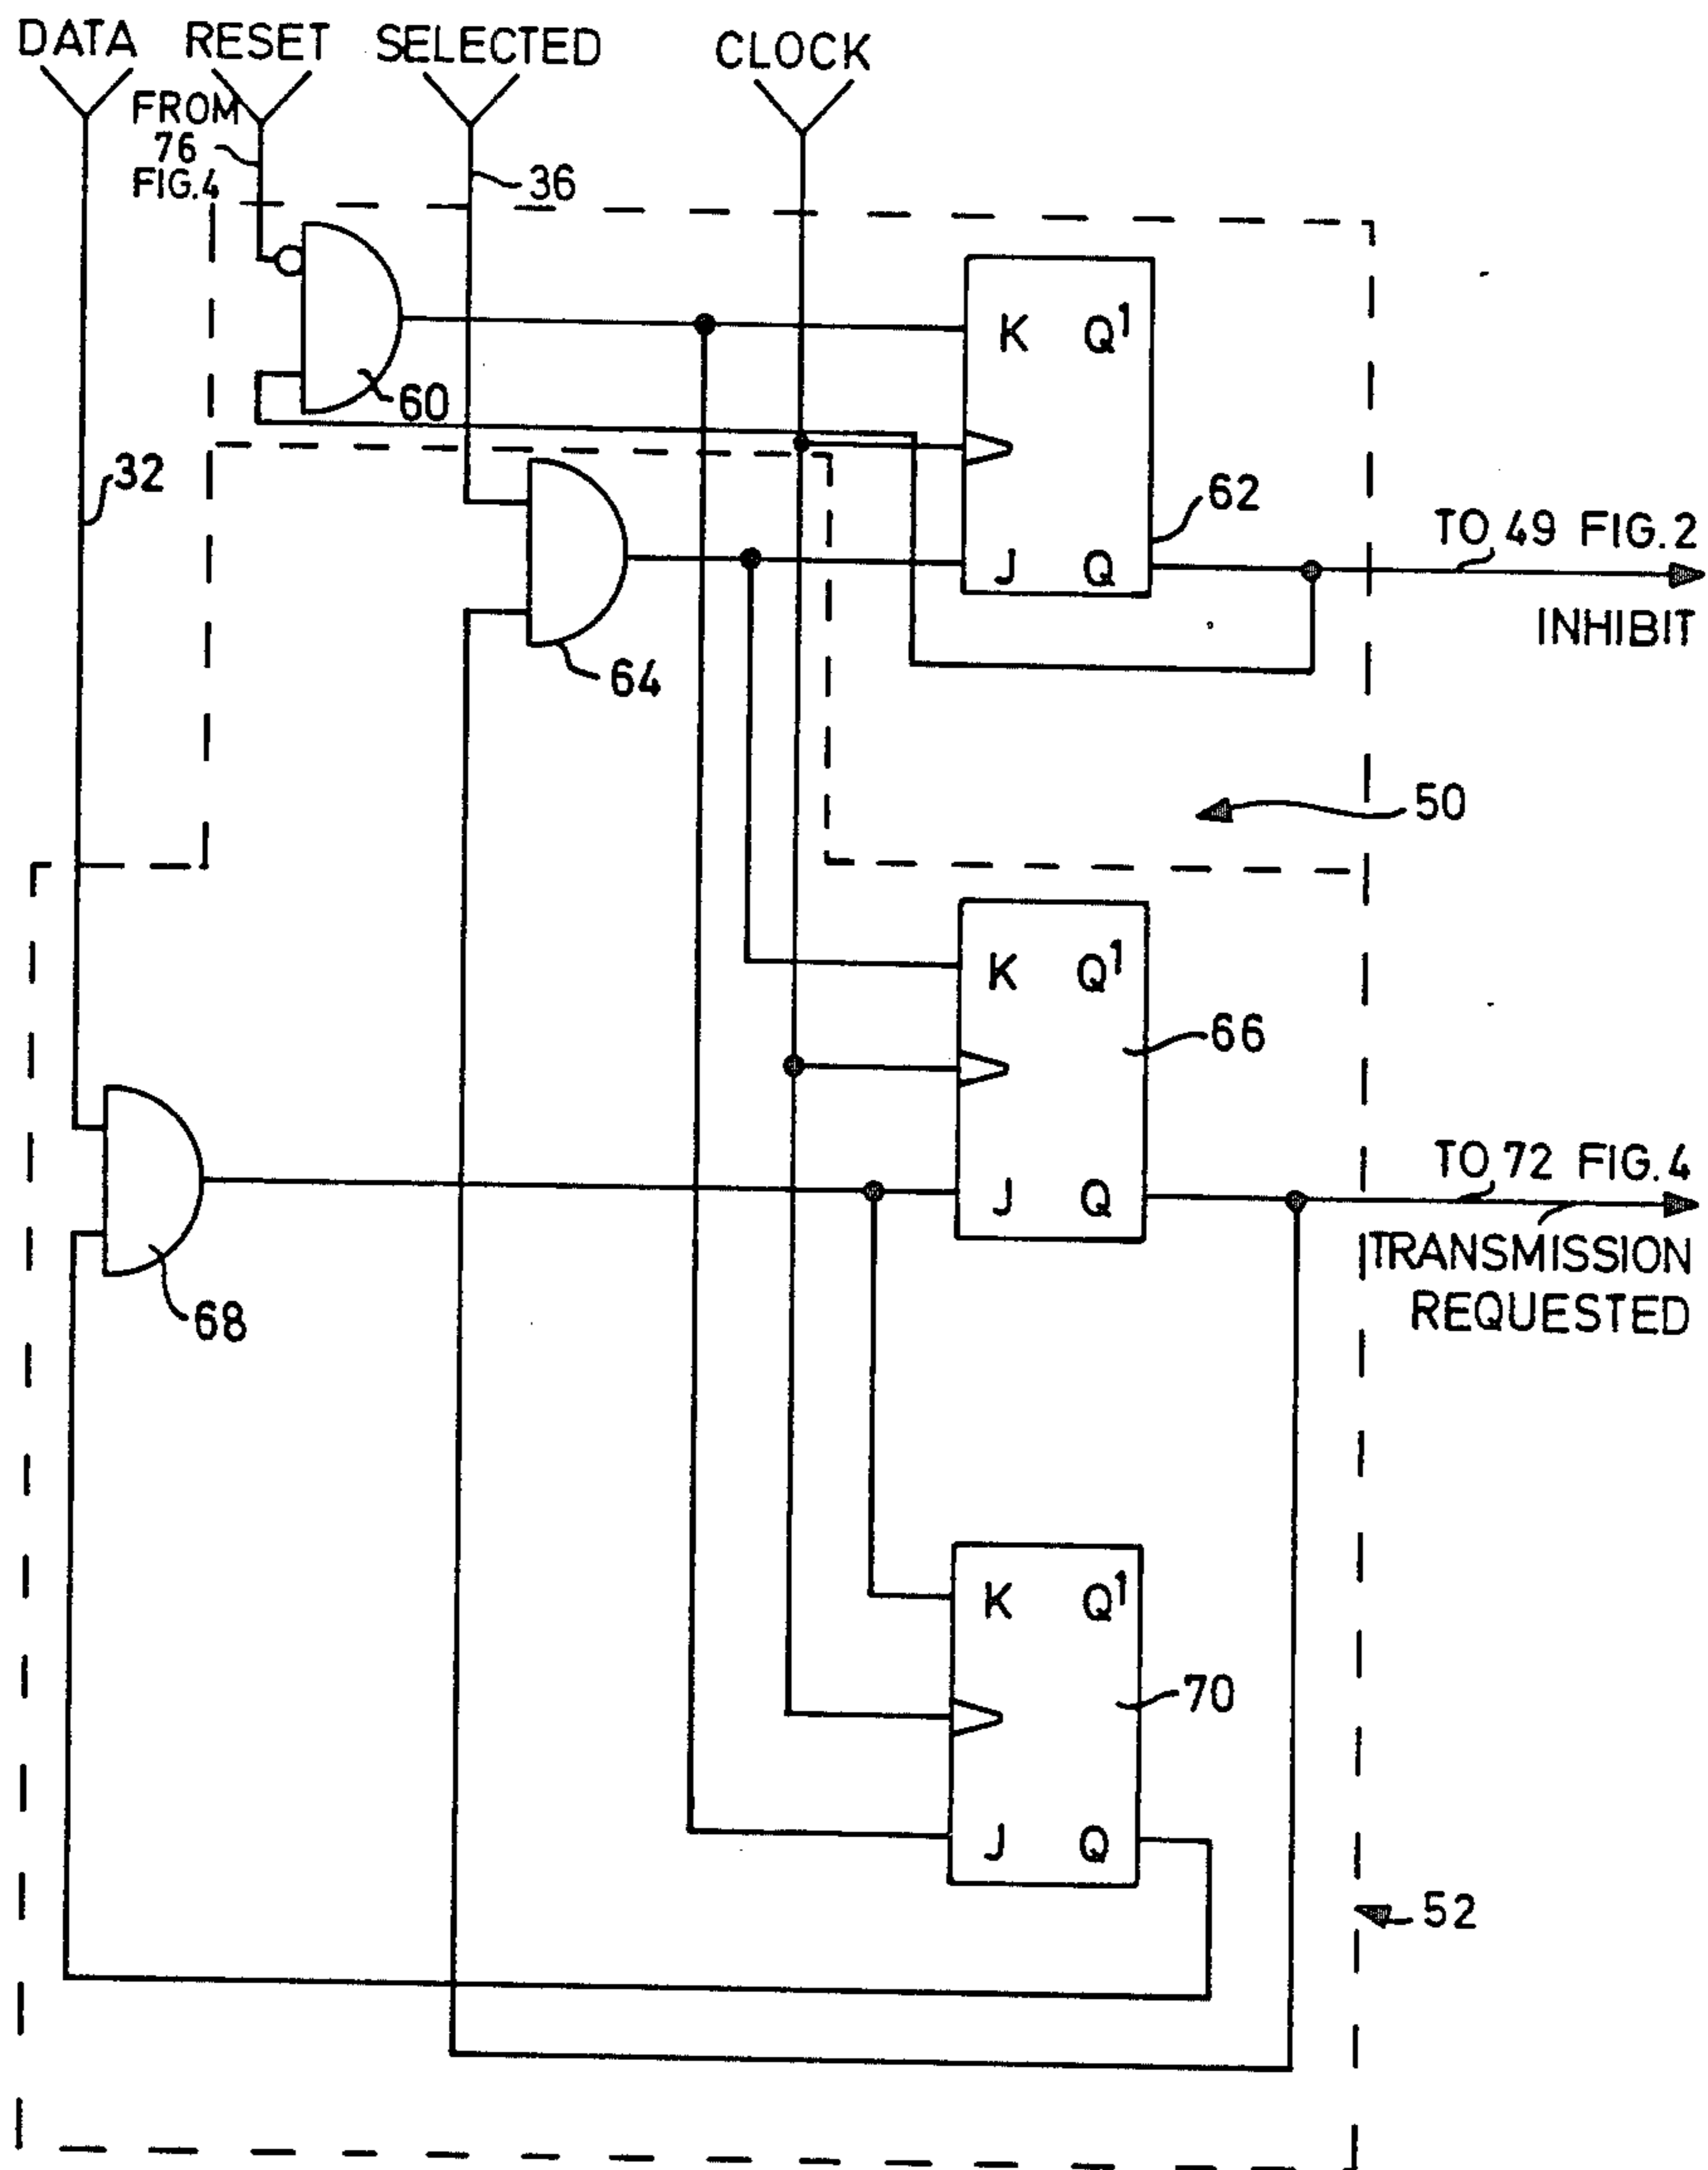 DATA RESET SELECTED CLOCK
FROM
76
FIG.4
36
K Q1
60
32
62
TO 49 FIG.2
J Q
INHIBIT
64
50
K Q1
66
TO 72 FIG.4
J Q
TRANSMISSION
REQUESTED
68
K Q1
70
J Q
52